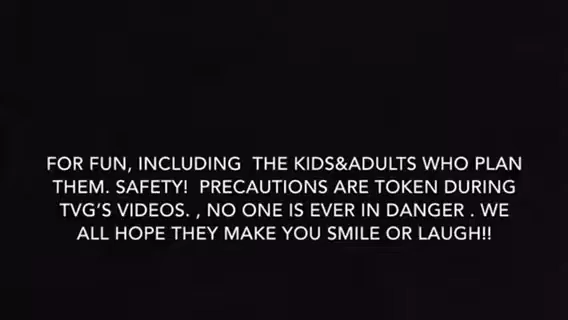 FOR FUN, INCLUDING  THE KIDS&ADULTS WHO PLAN
THEM. SAFETY!  PRECAUTIONS ARE TOKEN DURING
TVG’S VIDEOS. , NO ONE IS EVER IN DANGER . WE
ALL HOPE THEY MAKE YOU SMILE OR LAUGH!!